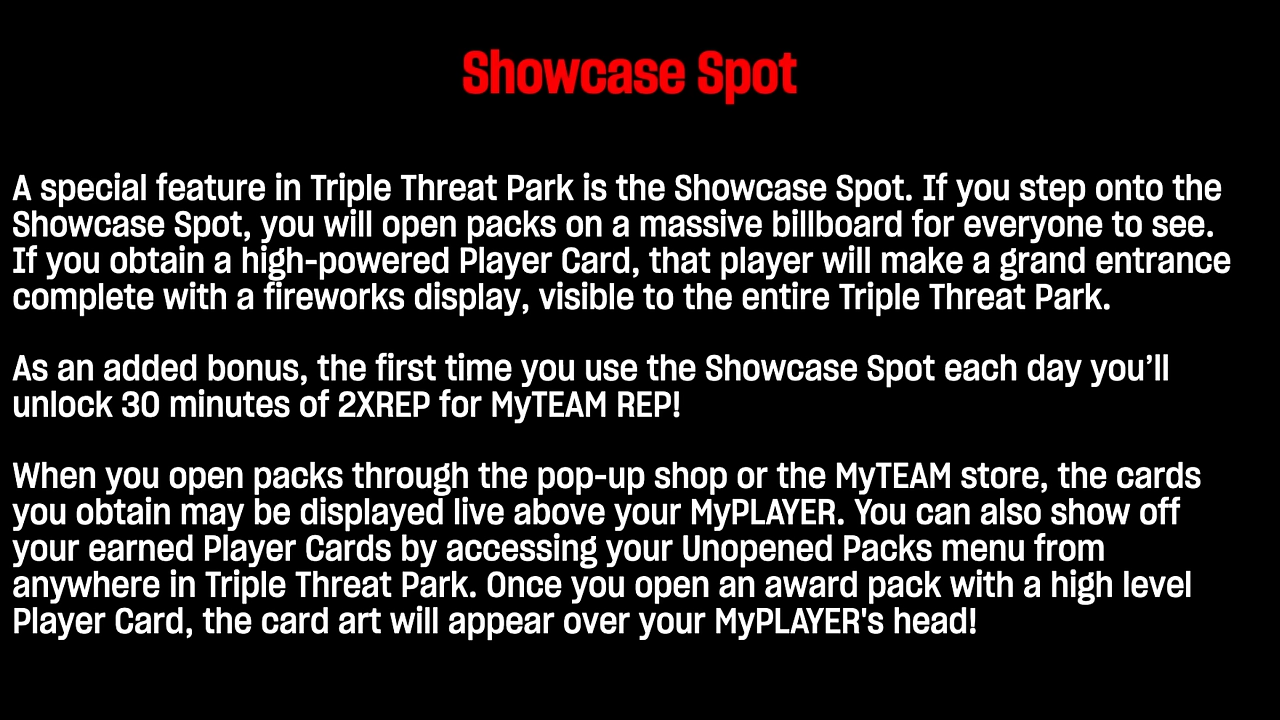 Showcase Spot
A special feature in Triple Threat Park is the Showcase Spot. If you step onto the
Showcase Spot, you will open packs on a massive billboard for everyone to see.
If you obtain a high-powered Player Card, that player will make a grand entrance
complete with a fireworks display, visible to the entire Triple Threat Park.
As an added bonus, the first time you use the Showcase Spot each day you’ll
unlock 30 minutes of 2XREP for MyTEAM REP!
When you open packs through the pop-up shop or the MyTEAM store, the cards
you obtain may be displayed live above your MyPLAYER. You can also show off
your earned Player Cards by accessing your Unopened Packs menu from
anywhere in Triple Threat Park. Once you open an award pack with a high level
Player Card, the card art will appear over your MyPLAYER's head!